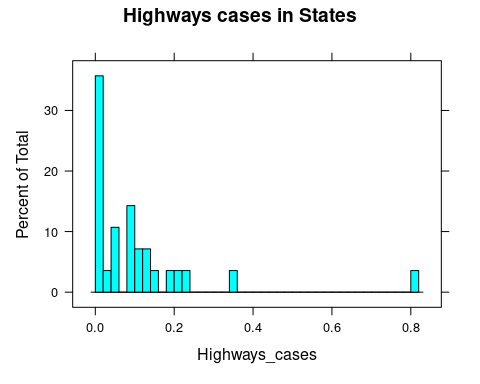 Highways cases in States
Percent of Total
30
20
10
0
0.0 0.2 0.4 0.6 0.8
Highways_cases